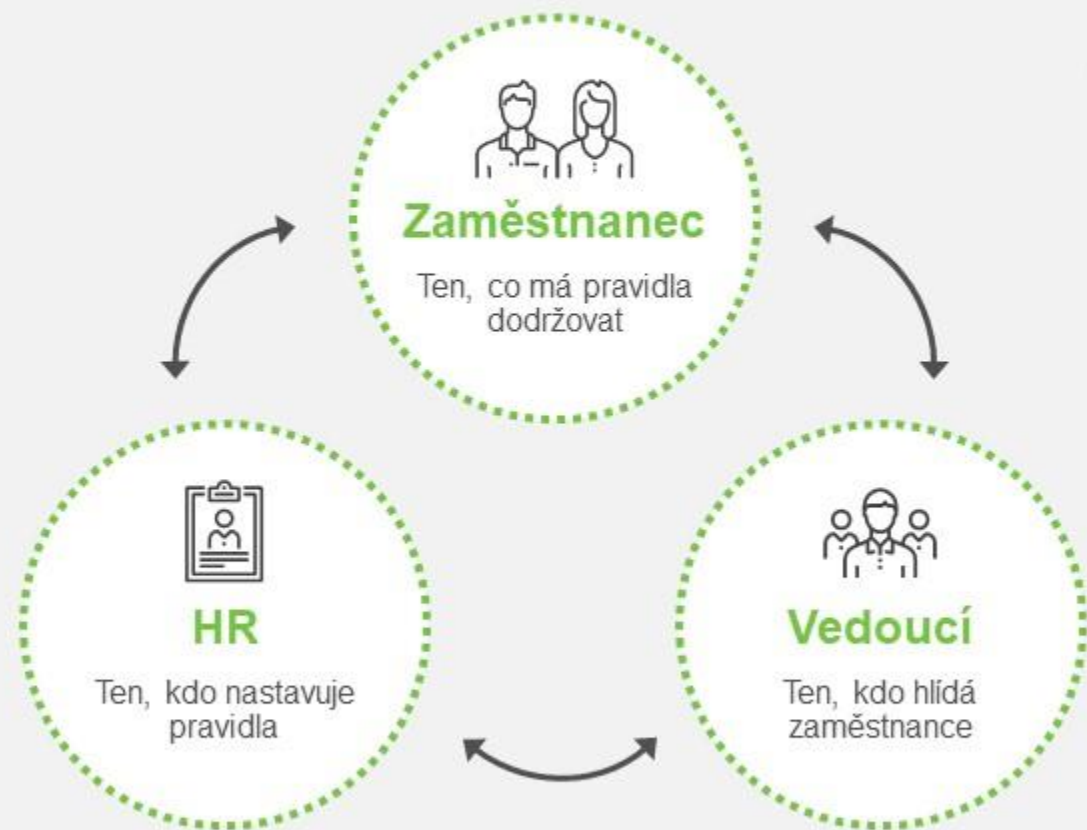 Zaměstnanec
Ten, co má pravidla
dodržovat
HR
Ten, kdo nastavuje
pravidla
Vedoucí
Ten, kdo hlídá
zaměstnance